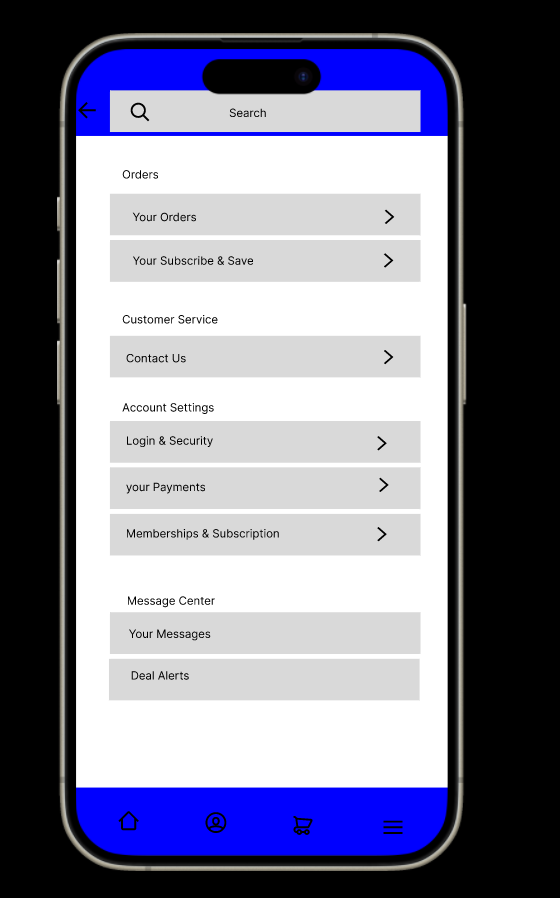 Search
Orders
Your Orders
Your Subscribe & Save
Customer Service
Contact Us
Account Settings
Login & Security
your Payments
Memberships & Subscription
Message Center
Your Messages
Deal Alerts